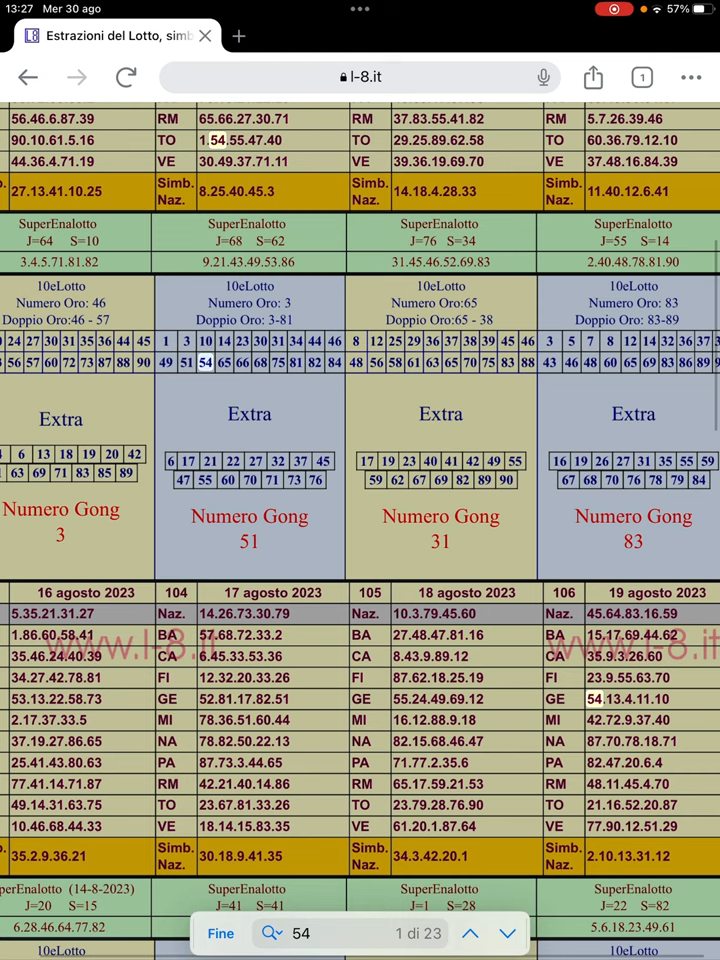 13:27 Mer 30 ago 57%
Estrazioni del Lotto, simb
l-8.it 1
56.46.6.87.39 RM 65.66.27.30.71 RM 37.83.55.41.82 RM 5.7.26.39.46
90.10.61.5.16 TO 1.54.55.47.40 TO 29.25.89.62.58 TO 60.36.79.12.10
44.36.4.71.19 VE 30.49.37.71.11 VE 39.36.19.69.70 VE 37.48.16.84.39
27.13.41.10.25 Simb. Naz. 8.25.40.45.3 Simb. Naz. 14.18.4.28.33 Simb. Naz. 11.40.12.6.41
SuperEnalotto SuperEnalotto SuperEnalotto SuperEnalotto
J=64 S=10 J=68 S=62 J=76 S=34 J=55 S=14
3.4.5.71.81.82 9.21.43.49.53.86 31.45.46.52.69.83 2.40.48.78.81.90
10eLotto 10eLotto 10eLotto 10eLotto
Numero Oro: 46 Numero Oro: 3 Numero Oro:65 Numero Oro: 83
Doppio Oro:46 - 57 Doppio Oro: 3-81 Doppio Oro:65 - 38 Doppio Oro: 83-89
24 27 30 31 35 36 44 45 1 3 10 14 23 30 31 34 44 46 8 12 25 29 36 37 38 39 45 46 3 5 7 8 12 14 32 36 37
56 57 60 72 73 87 88 90 49 51 54 65 66 68 75 81 82 84 48 56 58 61 63 65 70 75 83 88 43 46 48 60 65 69 83 86 89
Extra Extra Extra Extra
6 13 18 19 20 42 6 17 21 22 27 32 37 45 17 19 23 40 41 42 49 55 16 19 26 27 31 35 55 59
63 69 71 83 85 89 47 55 60 70 71 73 76 59 62 67 69 82 89 90 67 68 70 76 78 79 84
Numero Gong Numero Gong Numero Gong Numero Gong
3 51 31 83
16 agosto 2023 104 17 agosto 2023 105 18 agosto 2023 106 19 agosto 2023
5.35.21.31.27 Naz. 14.26.73.30.79 Naz. 10.3.79.45.60 Naz. 45.64.83.16.59
1.86.60.58.41 BA 57.68.72.33.2 BA 27.48.47.81.16 BA 15.17.69.44.62
35.46.24.40.39 CA 6.45.33.53.36 CA 8.43.9.89.12 CA 35.9.3.26.60
34.27.42.78.81 FI 12.32.20.33.26 FI 87.62.18.25.19 FI 23.9.55.63.70
53.13.22.58.73 GE 52.81.17.82.51 GE 55.24.49.69.12 GE 54.13.4.11.10
2.17.37.33.5 MI 78.36.51.60.44 MI 16.12.88.9.18 MI 42.72.9.37.40
37.19.27.86.65 NA 78.82.50.22.13 NA 82.15.68.46.47 NA 87.70.78.18.71
25.41.43.80.63 PA 87.73.3.44.65 PA 71.77.2.35.6 PA 82.47.20.6.4
77.41.14.71.87 RM 42.21.40.14.86 RM 65.17.59.21.53 RM 48.11.45.4.70
49.14.31.63.75 TO 23.67.81.33.26 TO 23.79.28.76.90 TO 21.16.52.20.87
10.46.68.44.33 VE 18.14.15.83.35 VE 61.20.1.87.64 VE 77.90.12.51.29
35.2.9.36.21 Simb. Naz. 30.18.9.41.35 Simb. Naz. 34.3.42.20.1 Simb. Naz. 2.10.13.31.12
www.l-8.it www.l-8.it
perEnalotto (14-8-2023) SuperEnalotto SuperEnalotto SuperEnalotto
J=20 S=15 J=41 S=41 J=1 S=28 J=22 S=82
6.28.46.64.77.82 5.6.18.23.49.61
10eLotto 10eLotto
Fine 54 1 di 23